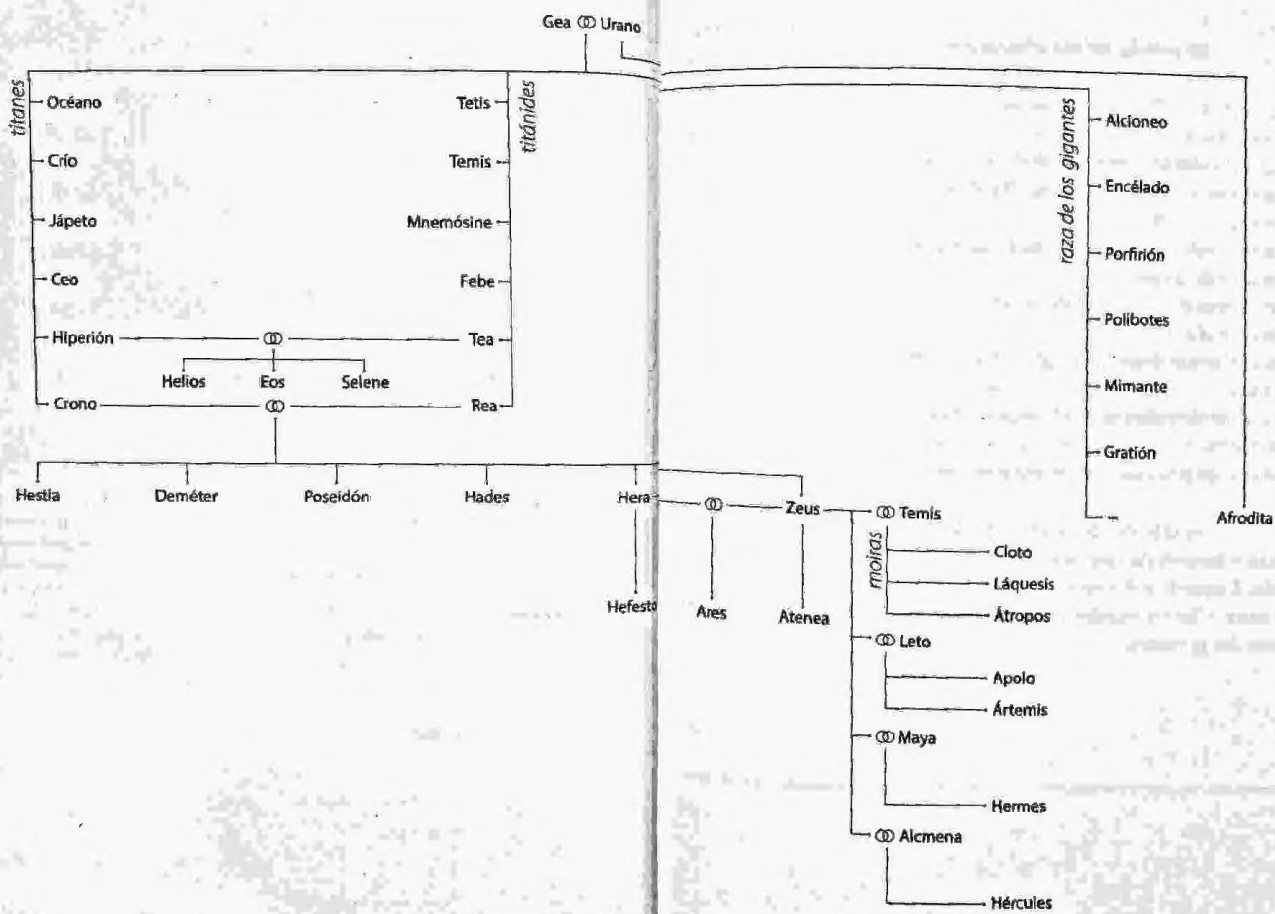 Gea Urano
titanes
titánides
Océano Tetis
Crío Temis
Jápeto Mnemósine
Ceo Febe
Hiperión Tea
Helios Eos Selene
Crono Rea
raza de los gigantes
Alcioneo
Encélado
Porfirión
Polibotes
Mimante
Gratión
Afrodita
Hestia Deméter Poseidón Hades Hera Zeus Temis
moiras
Cloto
Láquesis
Átropos
Hefesto Ares Atenea
Leto
Apolo
Ártemis
Maya
Hermes
Alcmena
Hércules